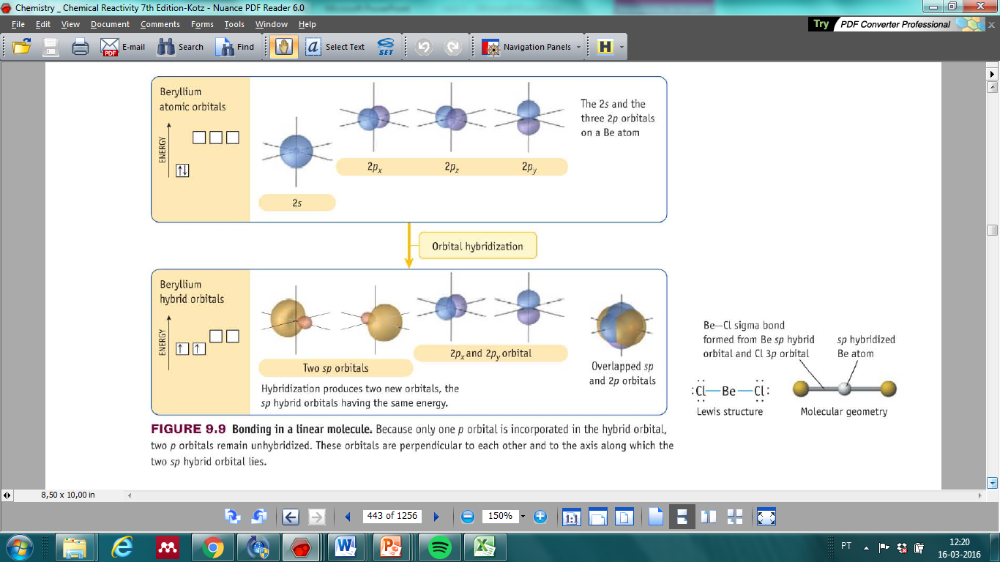 Chemistry _ Chemical Reactivity 7th Edition-Kotz - Nuance PDF Reader 6.0
File Edit View Document Comments Forms Tools Window Help
Try PDF Converter Professional
PDF E-mail Search Find a Select Text SET Navigation Panels H
Beryllium
atomic orbitals
ENERGY
2s
2px 2pz 2py
The 2s and the
three 2p orbitals
on a Be atom
Orbital hybridization
Beryllium
hybrid orbitals
ENERGY
Two sp orbitals
2px and 2py orbital
Hybridization produces two new orbitals, the
sp hybrid orbitals having the same energy.
Overlapped sp
and 2p orbitals
Be—Cl sigma bond
formed from Be sp hybrid
orbital and Cl 3p orbital
sp hybridized
Be atom
:Cl—Be—Cl:
Lewis structure
Molecular geometry
FIGURE 9.9 Bonding in a linear molecule. Because only one p orbital is incorporated in the hybrid orbital,
two p orbitals remain unhybridized. These orbitals are perpendicular to each other and to the axis along which the
two sp hybrid orbital lies.
8,50 x 10,00 in
443 of 1256 150% 1:1
W P X PT 12:20
16-03-2016